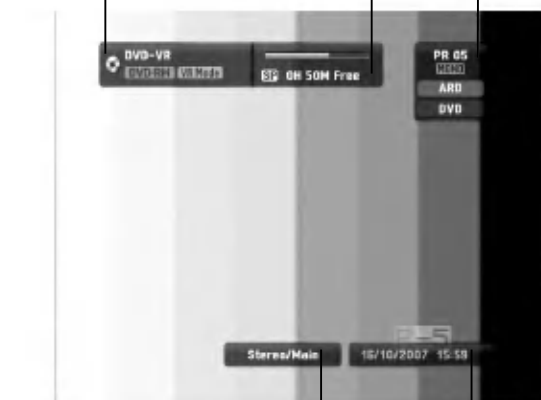 DVD-VR
DVD-RW VR Mode
SP 0H 50M Free
PR 05
MONO
ARD
DVD
P-5
Stereo/Main
16/10/2007 15:59